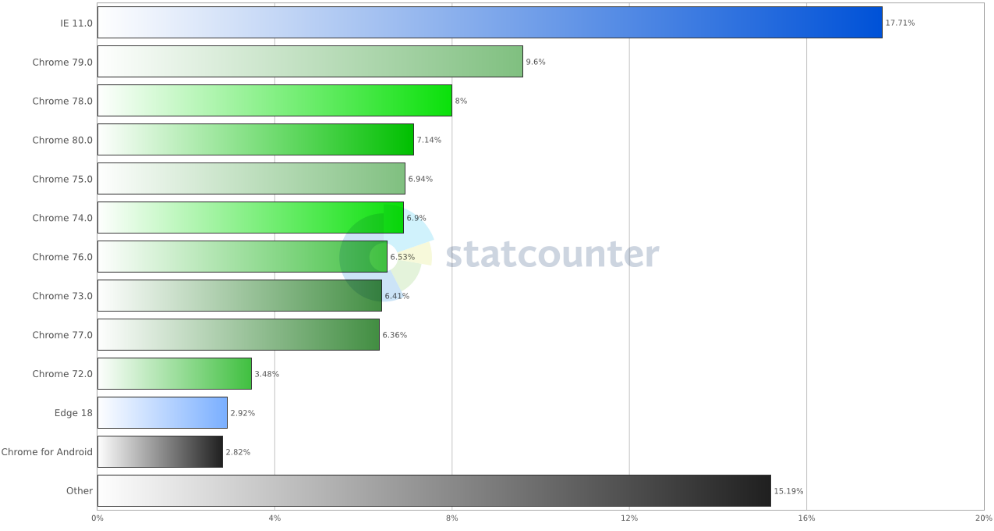 IE 11.0 17.71%
Chrome 79.0 9.6%
Chrome 78.0 8%
Chrome 80.0 7.14%
Chrome 75.0 6.94%
Chrome 74.0 6.9%
Chrome 76.0 6.53%
statcounter
Chrome 73.0 6.41%
Chrome 77.0 6.36%
Chrome 72.0 3.48%
Edge 18 2.92%
Chrome for Android 2.82%
Other 15.19%
0% 4% 8% 12% 16% 20%